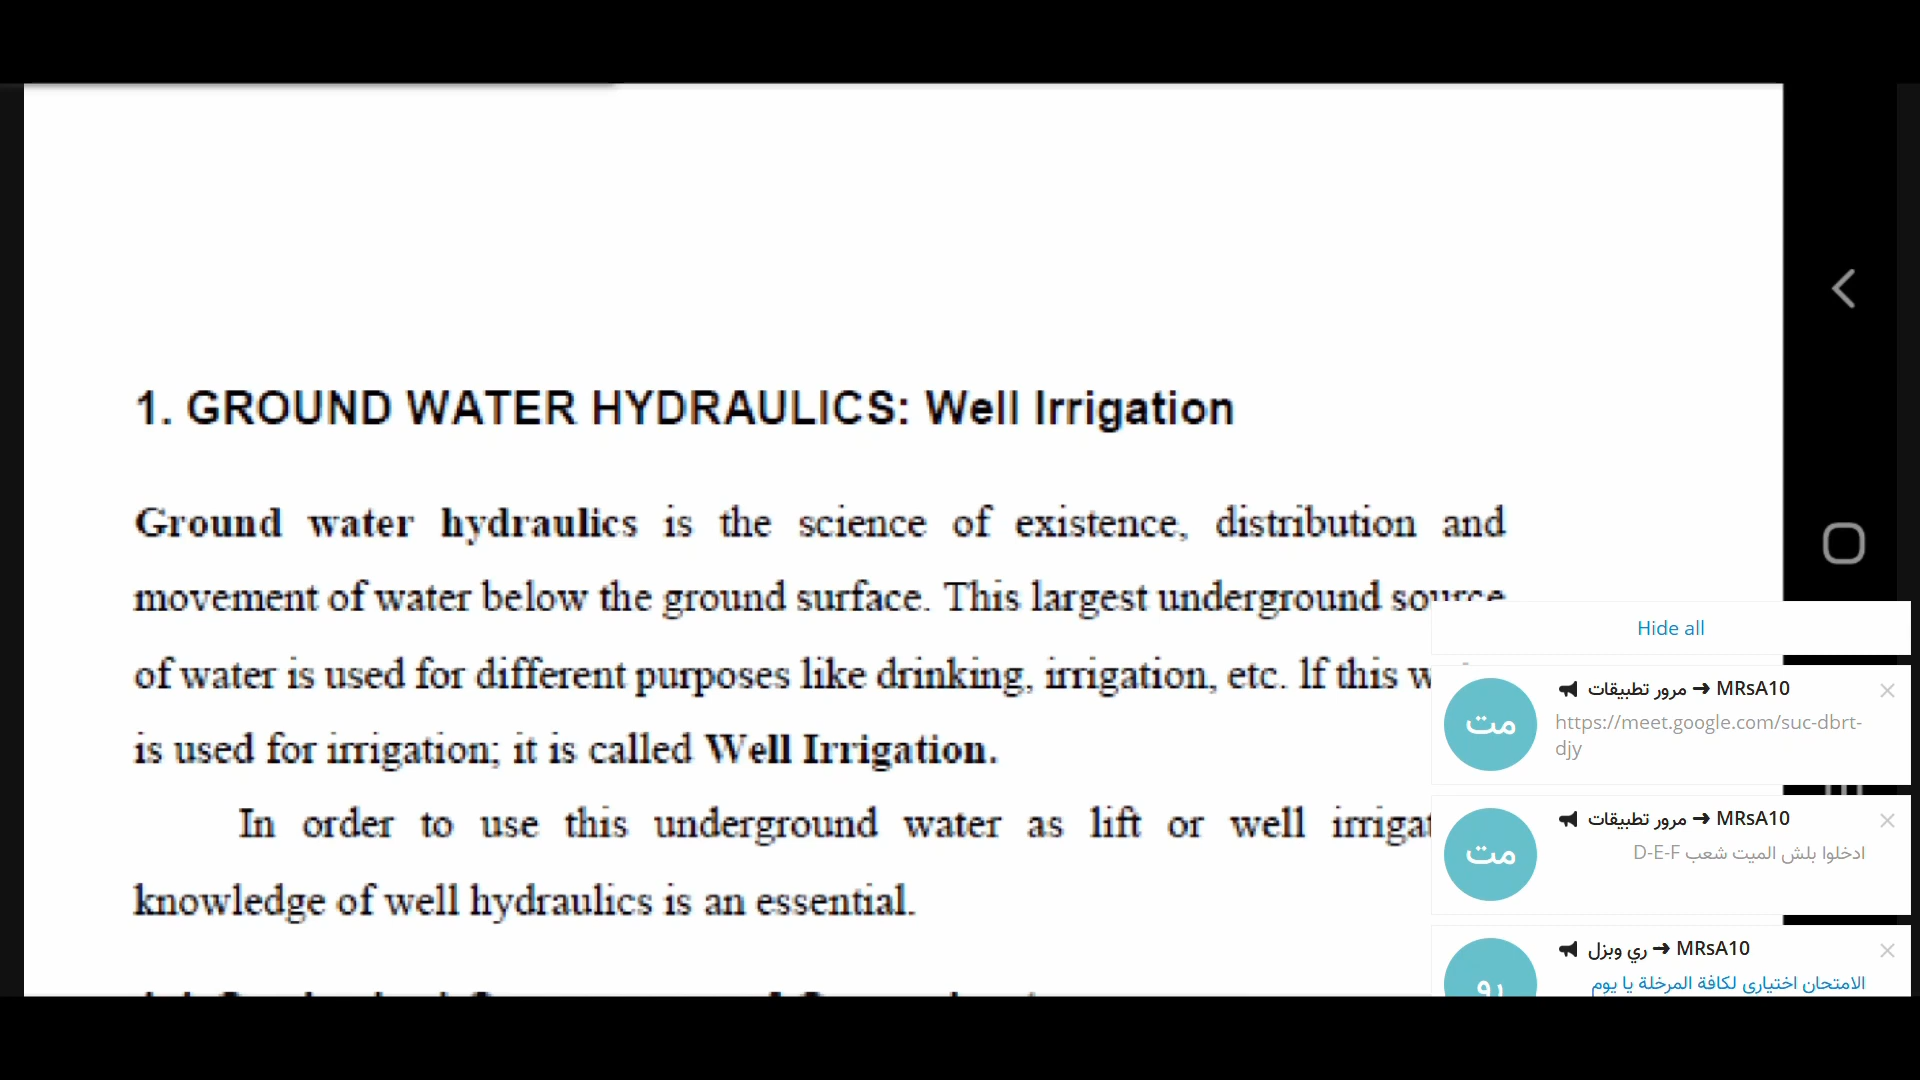 1. GROUND WATER HYDRAULICS: Well Irrigation
Ground water hydraulics is the science of existence, distribution and
movement of water below the ground surface. This largest underground source
of water is used for different purposes like drinking, irrigation, etc. If this
is used for irrigation; it is called Well Irrigation.
In order to use this underground water as lift or well
knowledge of well hydraulics is an essential.
Hide all
مت
مرور تطبيقات ➜ MRsA10
https://meet.google.com/suc-dbrt-
djy
مت
مرور تطبيقات ➜ MRsA10
ادخلوا بلش الميت شعب D-E-F
رو
ري وبزل ➜ MRsA10
الامتحان اختياري لكافة المرخلة يا يوم